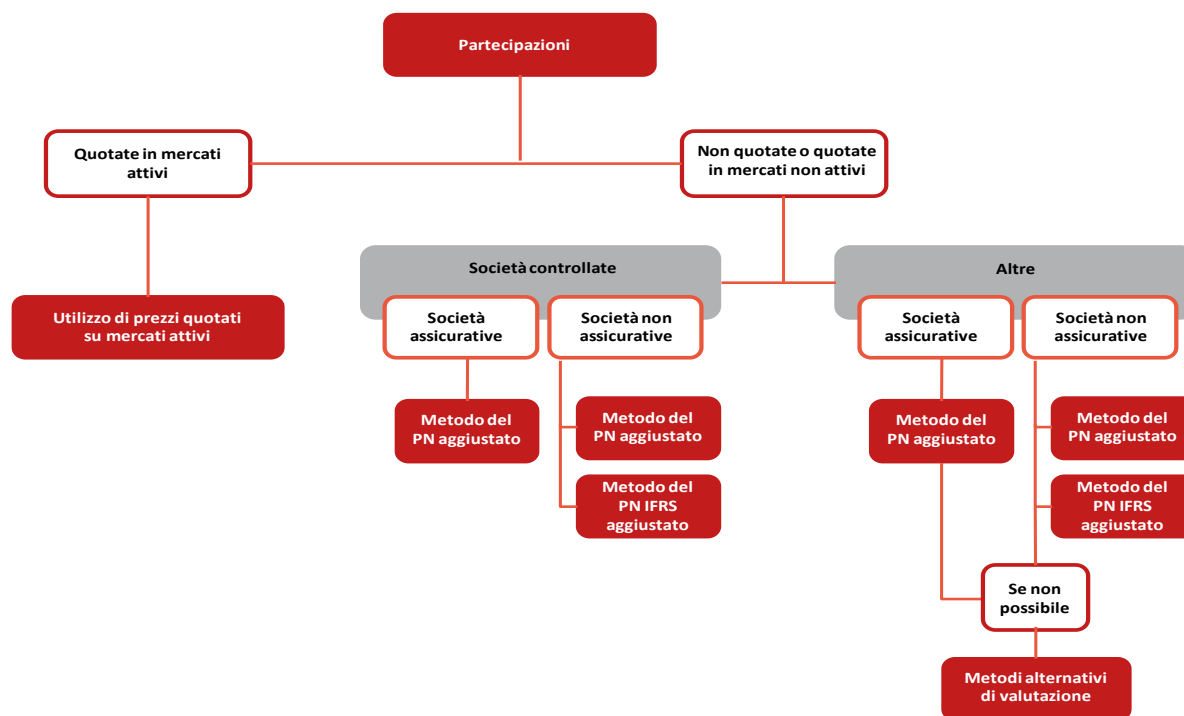 Partecipazioni
Quotate in mercati
attivi
Non quotate o quotate
in mercati non attivi
Utilizzo di prezzi quotati
su mercati attivi
Società controllate
Società
assicurative
Società non
assicurative
Metodo del
PN aggiustato
Metodo del
PN aggiustato
Metodo del
PN IFRS
aggiustato
Altre
Società
assicurative
Società non
assicurative
Metodo del
PN aggiustato
Metodo del
PN aggiustato
Metodo del
PN IFRS
aggiustato
Se non
possibile
Metodi alternativi
di valutazione